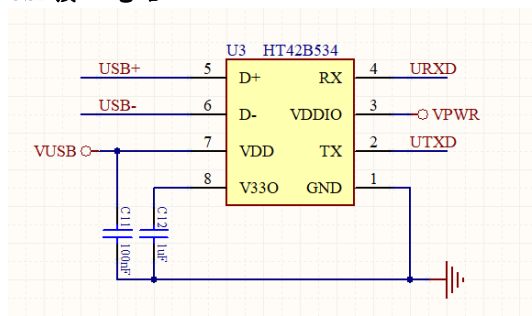 U3 HT42B534
USB+ 5 D+ RX 4 URXD
USB- 6 D- VDDIO 3 VPWR
VUSB 7 VDD TX 2 UTXD
8 V33O GND 1
C11 100nF
C12 1uF